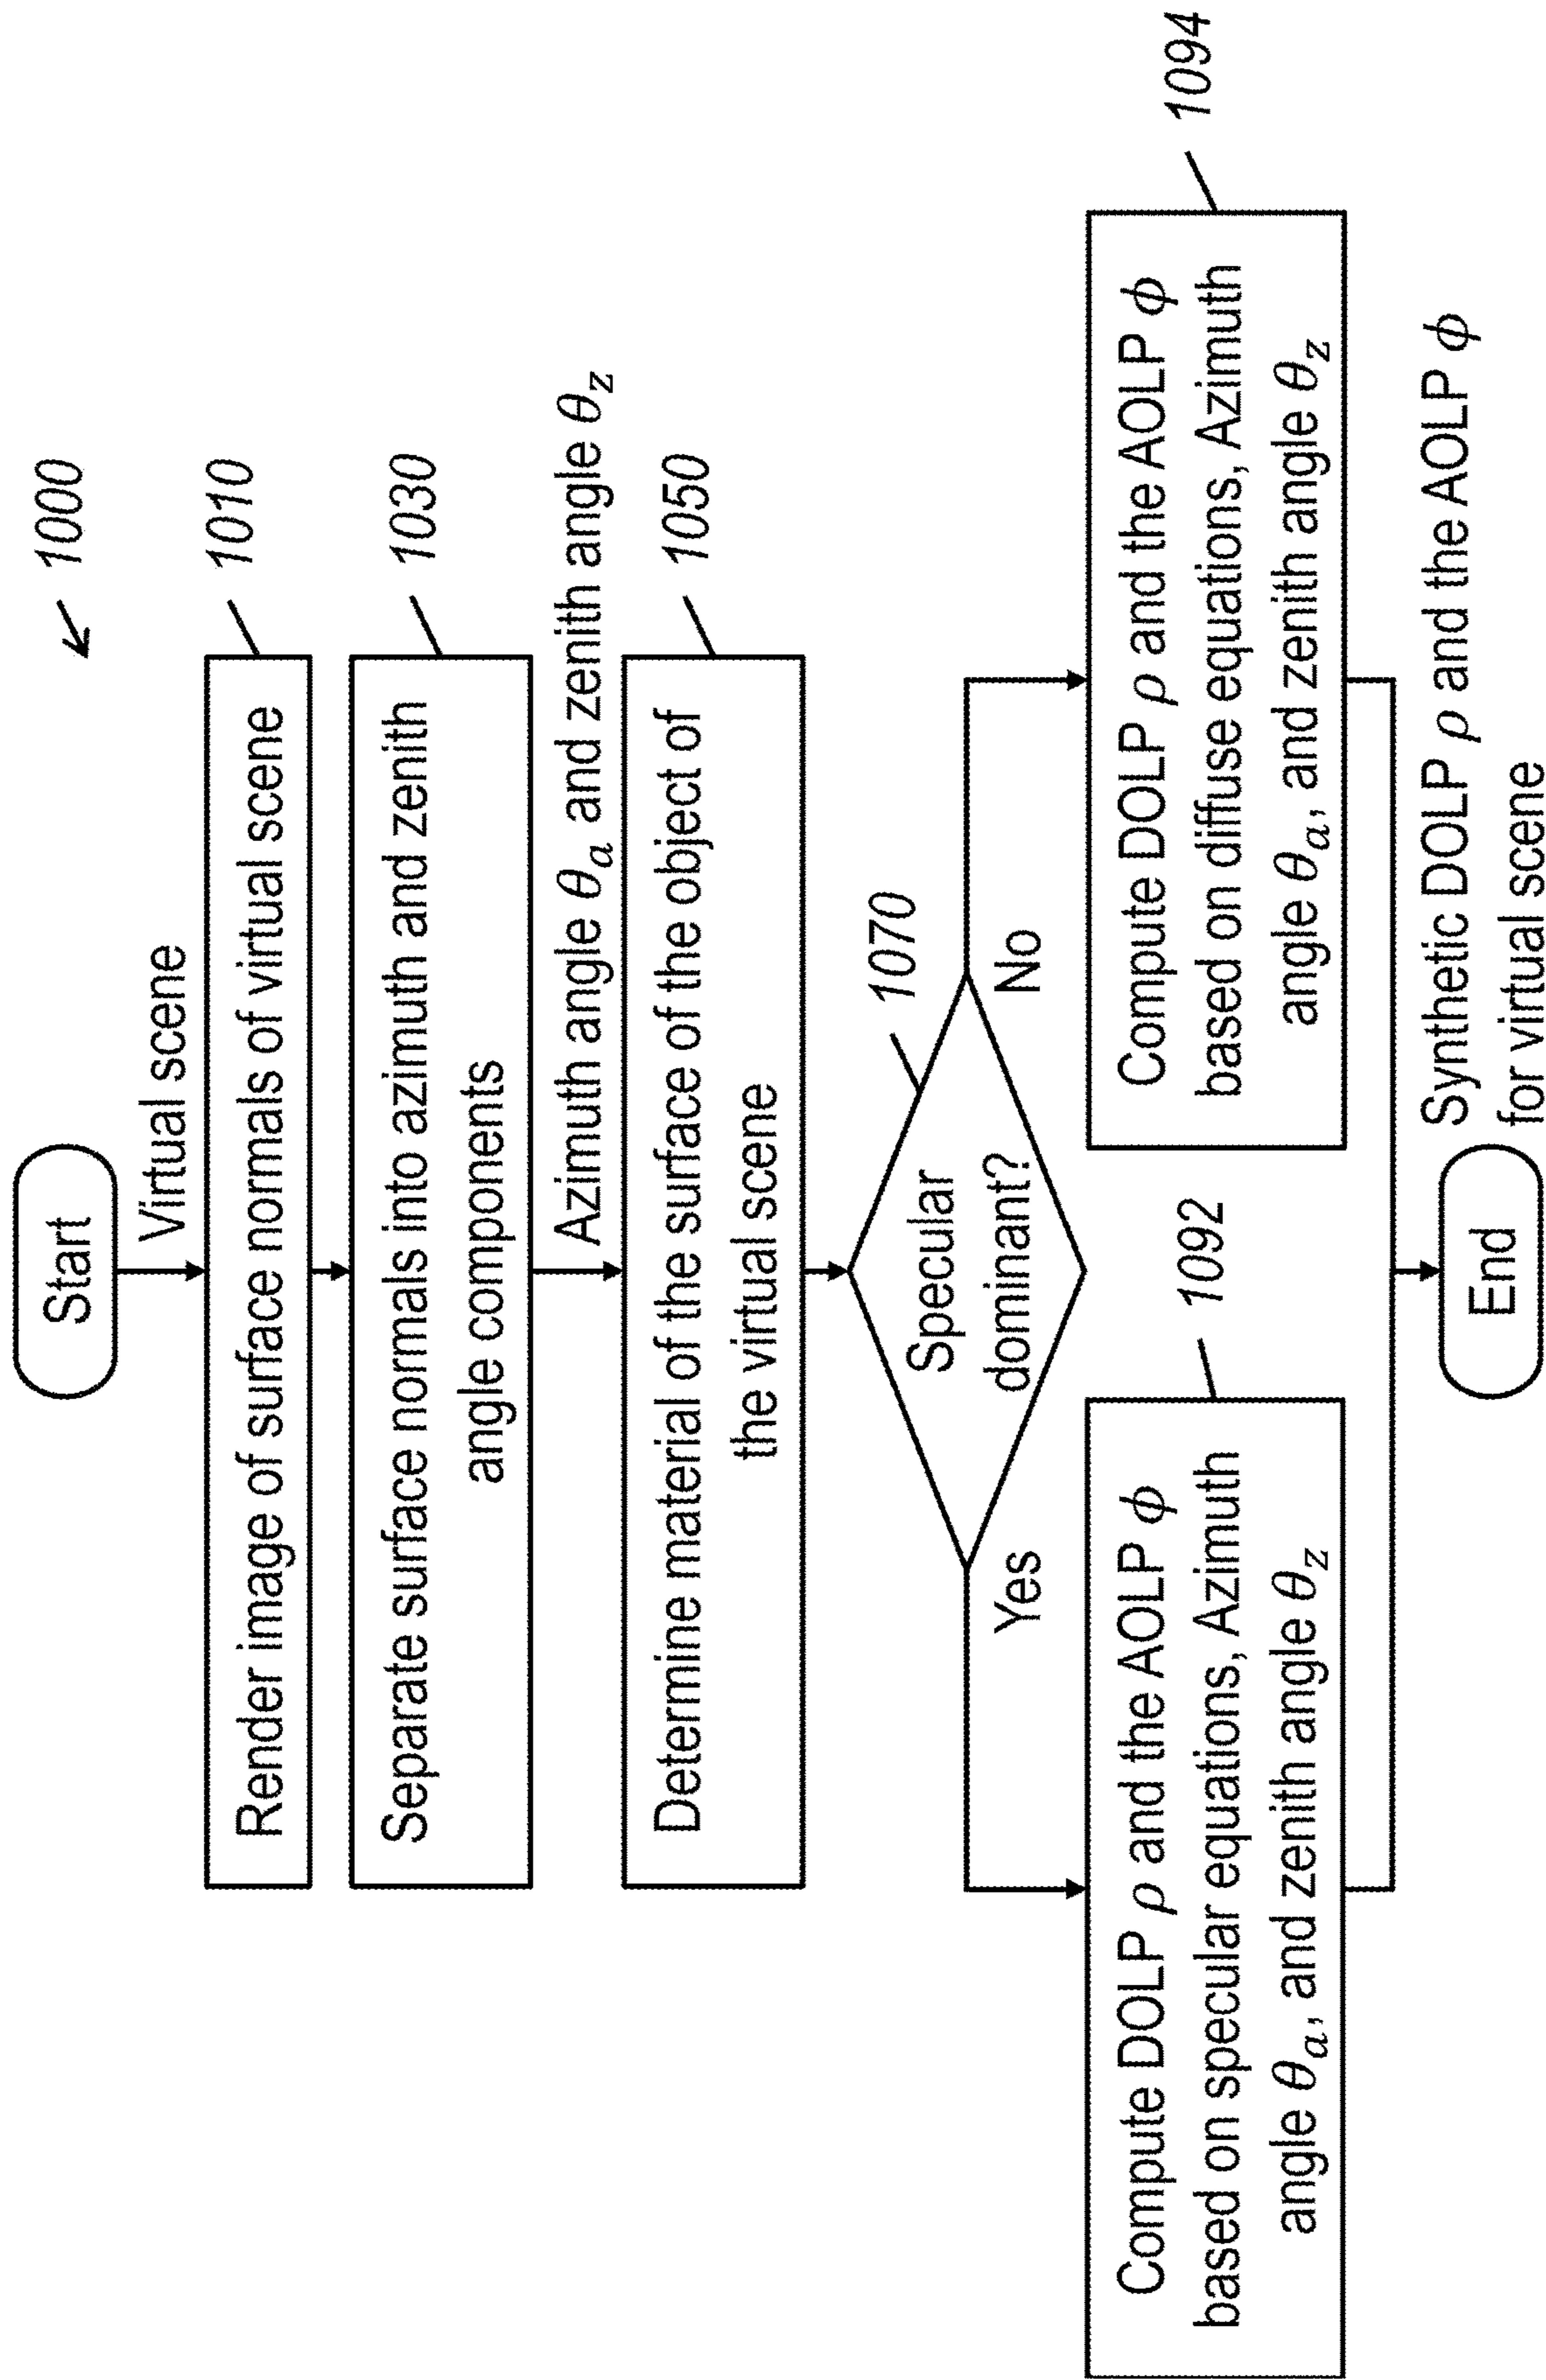 1000
Start
Virtual scene
1010
Render image of surface normals of virtual scene
1030
Separate surface normals into azimuth and zenith
angle components
Azimuth angle θₐ and zenith angle θ_z
1050
Determine material of the surface of the object of
the virtual scene
1070
Specular
dominant?
Yes
No
1092
Compute DOLP ρ and the AOLP ϕ
based on specular equations, Azimuth
angle θₐ, and zenith angle θ_z
1094
Compute DOLP ρ and the AOLP ϕ
based on diffuse equations, Azimuth
angle θₐ, and zenith angle θ_z
Synthetic DOLP ρ and the AOLP ϕ
for virtual scene
End